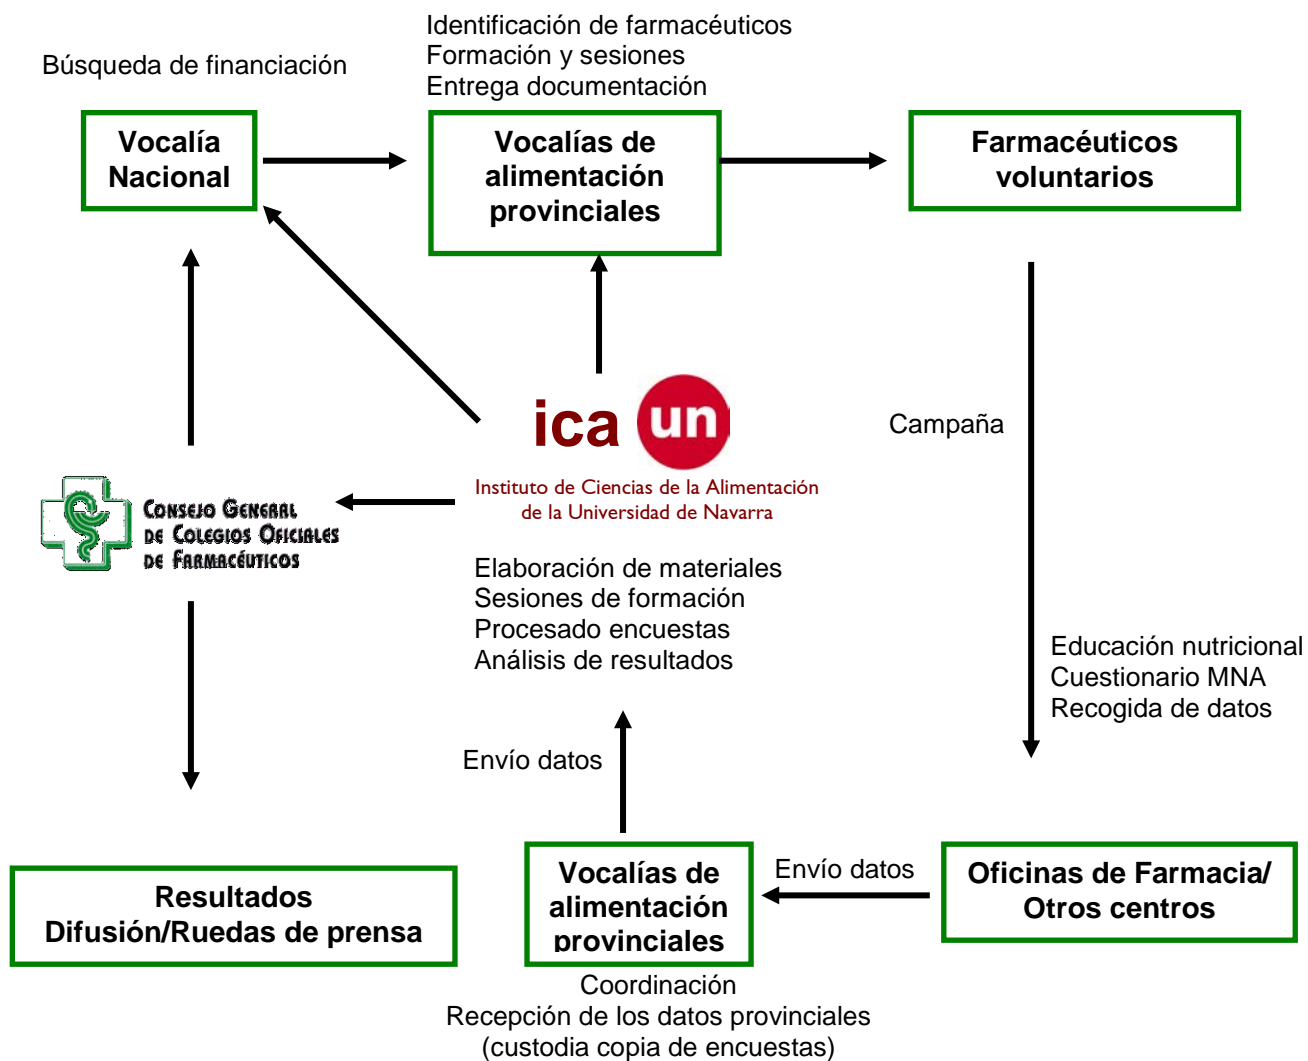 Búsqueda de financiación
Identificación de farmacéuticos
Formación y sesiones
Entrega documentación
Vocalía
Nacional
Vocalías de
alimentación
provinciales
Farmacéuticos
voluntarios
ica un
Instituto de Ciencias de la Alimentación
de la Universidad de Navarra
Campaña
CONSEJO GENERAL
DE COLEGIOS OFICIALES
DE FARMACÉUTICOS
Elaboración de materiales
Sesiones de formación
Procesado encuestas
Análisis de resultados
Educación nutricional
Cuestionario MNA
Recogida de datos
Envío datos
Resultados
Difusión/Ruedas de prensa
Vocalías de
alimentación
provinciales
Envío datos
Oficinas de Farmacia/
Otros centros
Coordinación
Recepción de los datos provinciales
(custodia copia de encuestas)